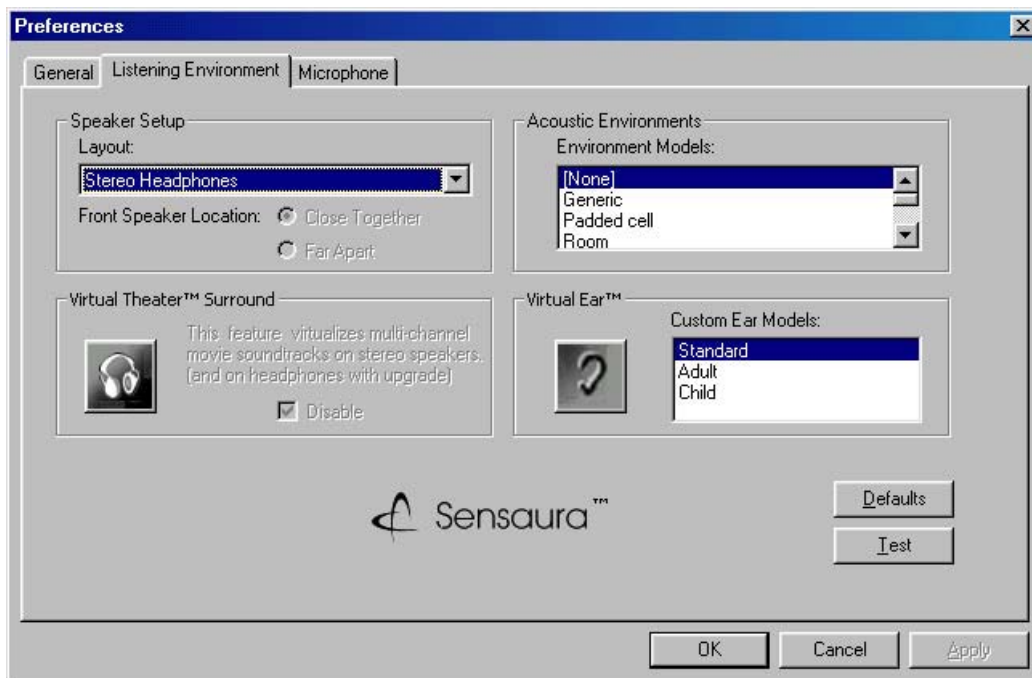 Preferences
General
Listening Environment
Microphone
Speaker Setup
Layout:
Stereo Headphones
Front Speaker Location:
Close Together
Far Apart
Acoustic Environments
Environment Models:
[None]
Generic
Padded cell
Room
Virtual Theater™ Surround
This feature virtualizes multi-channel
movie soundtracks on stereo speakers.
(and on headphones with upgrade)
Disable
Virtual Ear™
Custom Ear Models:
Standard
Adult
Child
Sensaura™
Defaults
Test
OK
Cancel
Apply